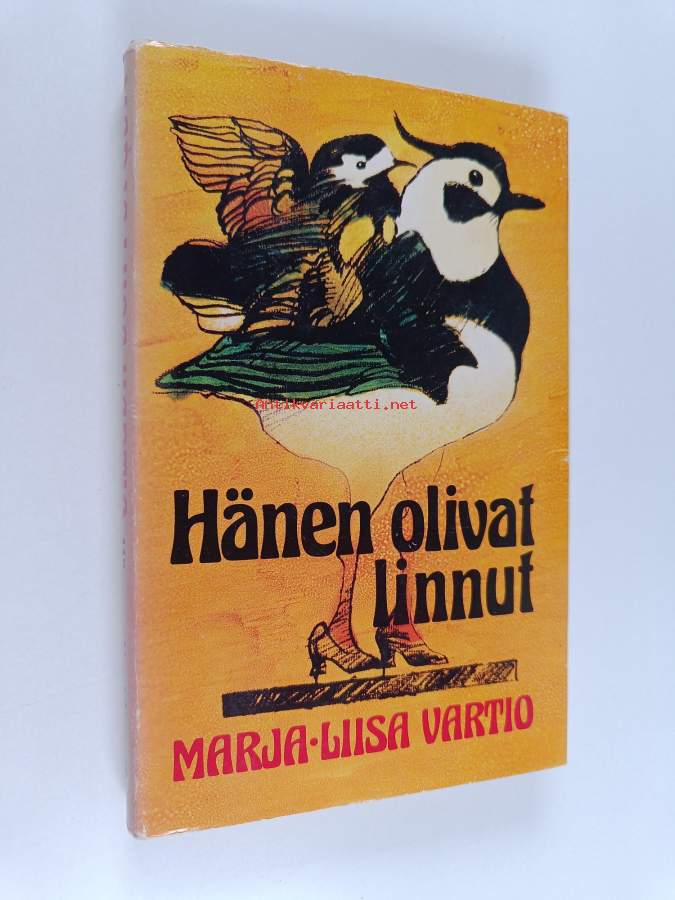 Antikvariaatti.net
Hänen olivat
linnut
MARJA-LIISA VARTIO